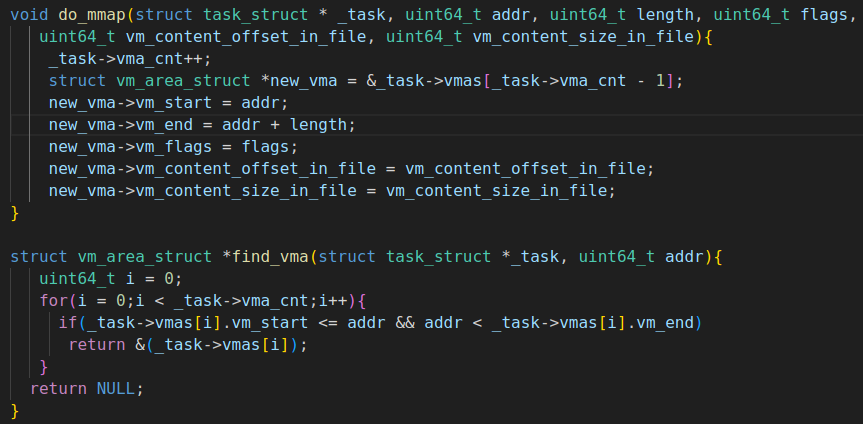 void do_mmap(struct task_struct * _task, uint64_t addr, uint64_t length, uint64_t flags,
uint64_t vm_content_offset_in_file, uint64_t vm_content_size_in_file){
_task->vma_cnt++;
struct vm_area_struct *new_vma = &_task->vmas[_task->vma_cnt - 1];
new_vma->vm_start = addr;
new_vma->vm_end = addr + length;
new_vma->vm_flags = flags;
new_vma->vm_content_offset_in_file = vm_content_offset_in_file;
new_vma->vm_content_size_in_file = vm_content_size_in_file;
}
struct vm_area_struct *find_vma(struct task_struct *_task, uint64_t addr){
uint64_t i = 0;
for(i = 0;i < _task->vma_cnt;i++){
if(_task->vmas[i].vm_start <= addr && addr < _task->vmas[i].vm_end)
return &(_task->vmas[i]);
}
return NULL;
}